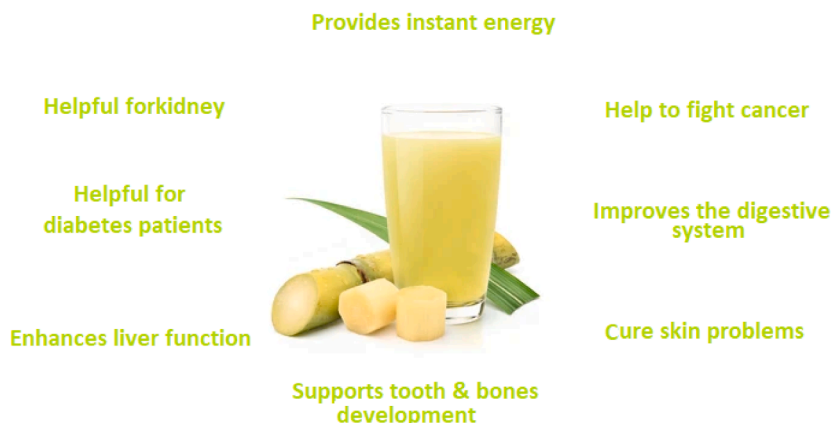 Provides instant energy
Helpful forkidney
Help to fight cancer
Helpful for
diabetes patients
Improves the digestive
system
Enhances liver function
Cure skin problems
Supports tooth & bones
development